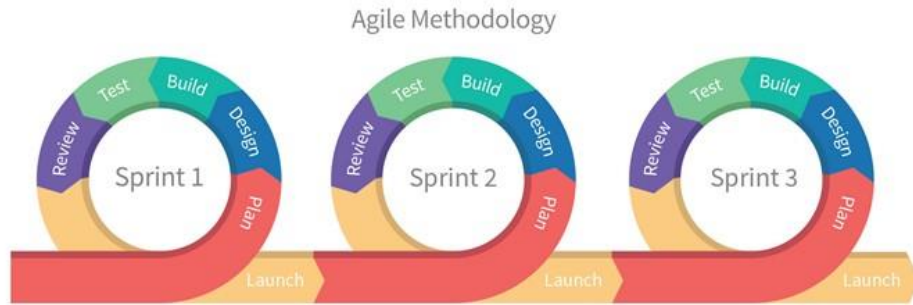 Agile Methodology
Test
Build
Review
Design
Sprint 1
Plan
Launch
Test
Build
Review
Design
Sprint 2
Plan
Launch
Test
Build
Review
Design
Sprint 3
Plan
Launch